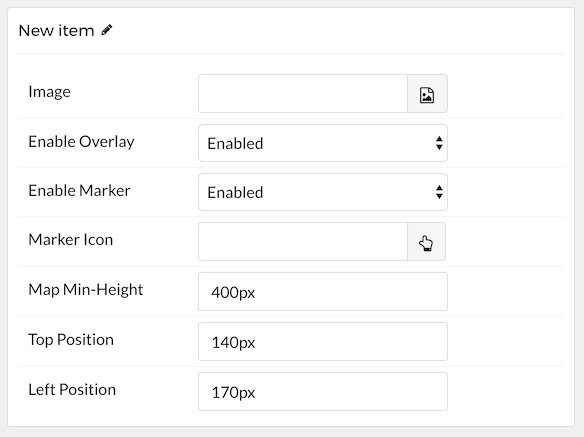 New item
Image
Enable Overlay
Enabled
Enable Marker
Enabled
Marker Icon
Map Min-Height
400px
Top Position
140px
Left Position
170px